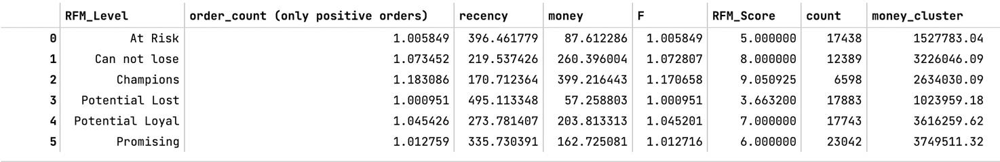 RFM_Level order_count (only positive orders) recency money F RFM_Score count money_cluster
0 At Risk 1.005849 396.461779 87.612286 1.005849 5.000000 17438 1527783.04
1 Can not lose 1.073452 219.537426 260.396004 1.072807 8.000000 12389 3226046.09
2 Champions 1.183086 170.712364 399.216443 1.170658 9.050925 6598 2634030.09
3 Potential Lost 1.000951 495.113348 57.258803 1.000951 3.663200 17883 1023959.18
4 Potential Loyal 1.045426 273.781407 203.813313 1.045201 7.000000 17743 3616259.62
5 Promising 1.012759 335.730391 162.725081 1.012716 6.000000 23042 3749511.32